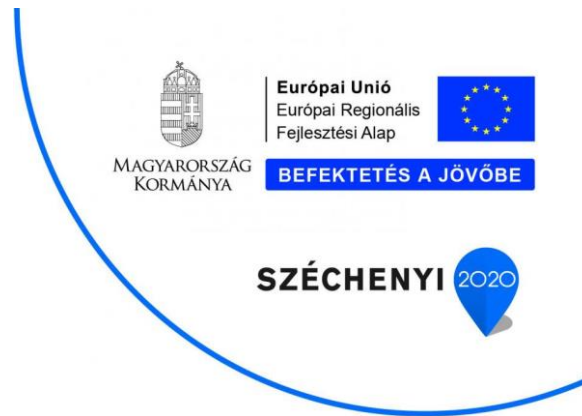 Európai Unió
Európai Regionális
Fejlesztési Alap
MAGYARORSZÁG
KORMÁNYA
BEFEKTETÉS A JÖVŐBE
SZÉCHENYI 2020